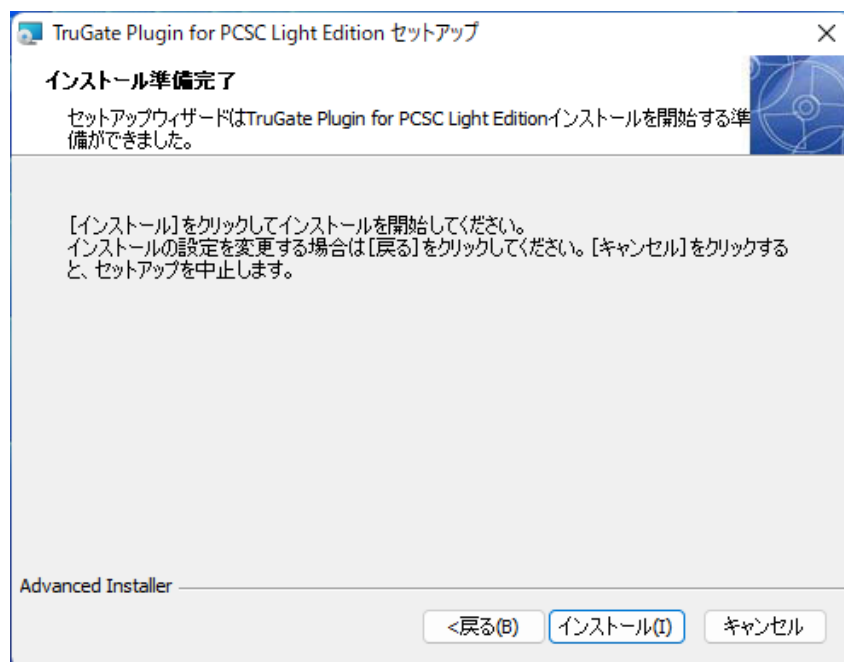 TruGate Plugin for PCSC Light Edition セットアップ
インストール準備完了
セットアップウィザードはTruGate Plugin for PCSC Light Editionインストールを開始する準
備ができました。
[インストール]をクリックしてインストールを開始してください。
インストールの設定を変更する場合は[戻る]をクリックしてください。[キャンセル]をクリックする
と、セットアップを中止します。
Advanced Installer
<戻る(B) インストール(I) キャンセル